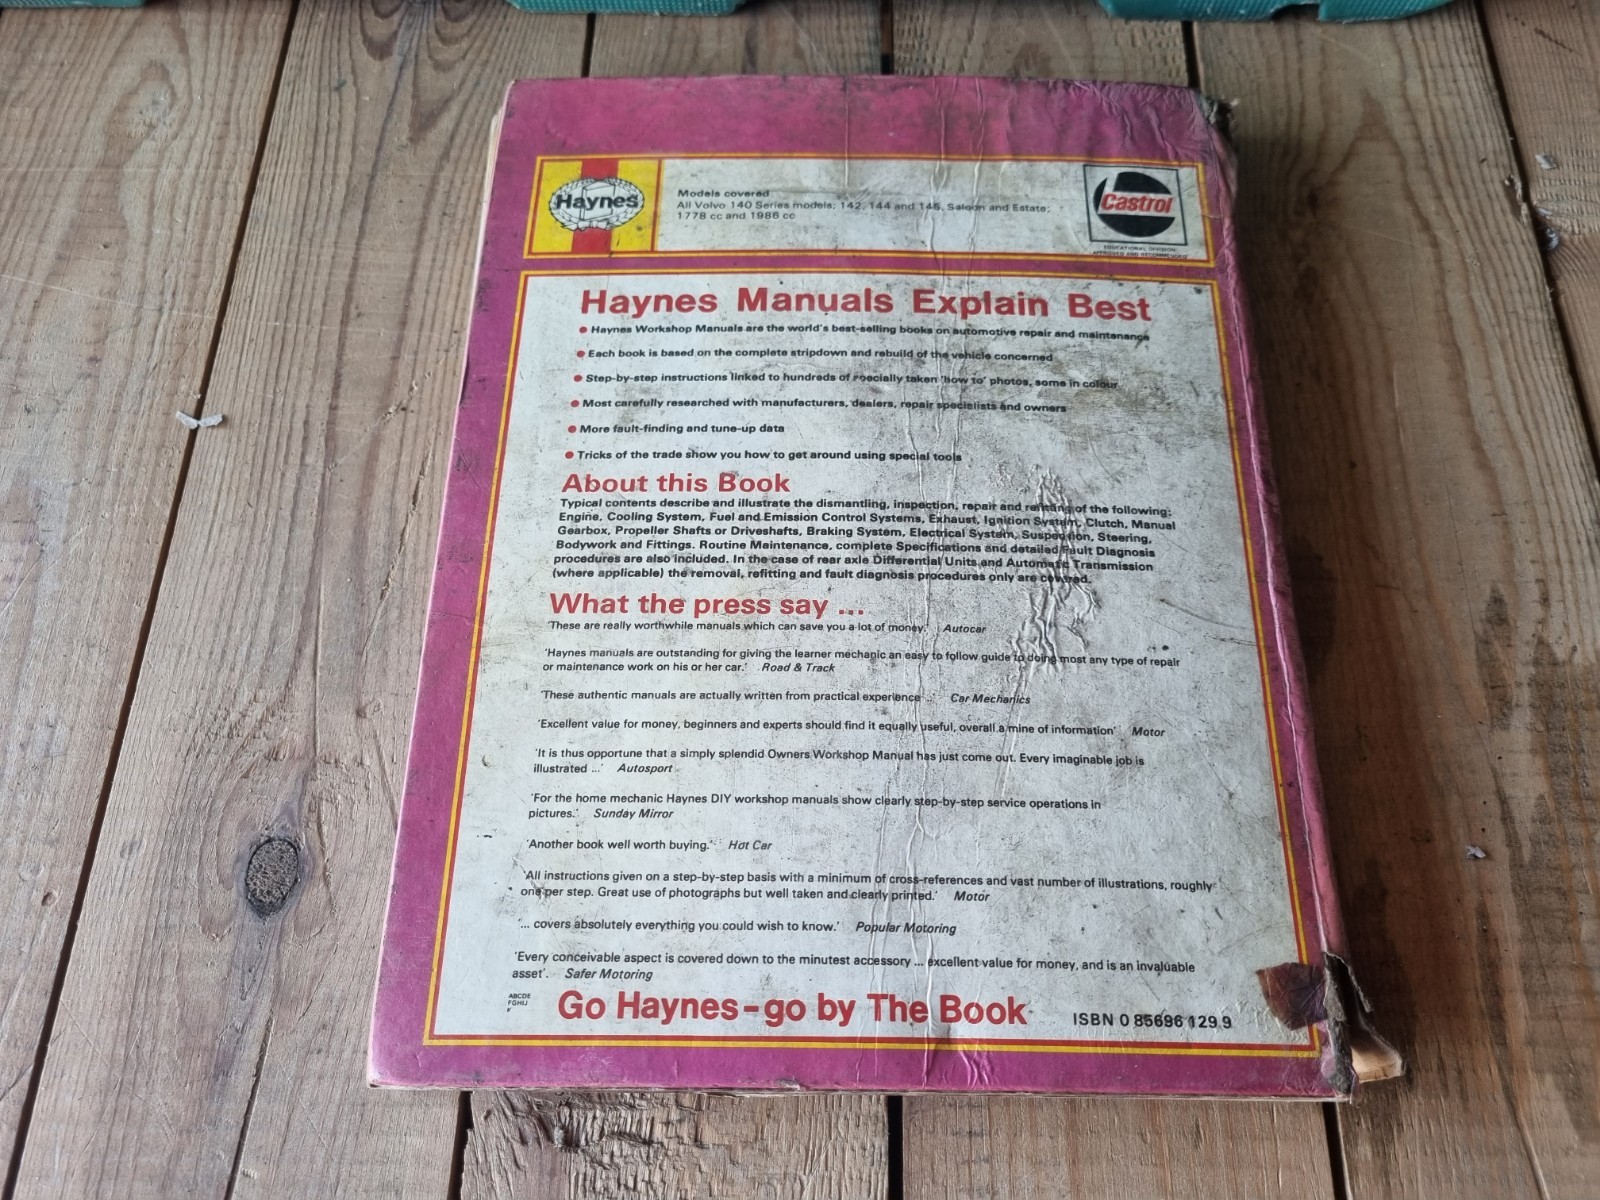 Haynes
Models covered
All Volvo 140 Series models; 142, 144 and 145, Saloon and Estate;
1778 cc and 1986 cc
Castrol
EDUCATIONAL DIVISION
APPROVED AND RECOMMENDED
Haynes Manuals Explain Best
● Haynes Workshop Manuals are the world's best-selling books on automotive repair and maintenance
● Each book is based on the complete stripdown and rebuild of the vehicle concerned
● Step-by-step instructions linked to hundreds of specially taken 'how to' photos, some in colour
● Most carefully researched with manufacturers, dealers, repair specialists and owners
● More fault-finding and tune-up data
● Tricks of the trade show you how to get around using special tools
About this Book
Typical contents describe and illustrate the dismantling, inspection, repair and refitting of the following:
Engine, Cooling System, Fuel and Emission Control Systems, Exhaust, Ignition System, Clutch, Manual
Gearbox, Propeller Shafts or Driveshafts, Braking System, Electrical System, Suspension, Steering,
Bodywork and Fittings. Routine Maintenance, complete Specifications and detailed Fault Diagnosis
procedures are also included. In the case of rear axle Differential Units and Automatic Transmission
(where applicable) the removal, refitting and fault diagnosis procedures only are covered.
What the press say ...
'These are really worthwhile manuals which can save you a lot of money.' Autocar
'Haynes manuals are outstanding for giving the learner mechanic an easy to follow guide to doing most any type of repair
or maintenance work on his or her car.' Road & Track
'These authentic manuals are actually written from practical experience ...' Car Mechanics
'Excellent value for money, beginners and experts should find it equally useful, overall a mine of information' Motor
'It is thus opportune that a simply splendid Owners Workshop Manual has just come out. Every imaginable job is
illustrated ...' Autosport
'For the home mechanic Haynes DIY workshop manuals show clearly step-by-step service operations in
pictures.' Sunday Mirror
'Another book well worth buying.' Hot Car
'All instructions given on a step-by-step basis with a minimum of cross-references and vast number of illustrations, roughly
one per step. Great use of photographs but well taken and clearly printed.' Motor
'... covers absolutely everything you could wish to know.' Popular Motoring
'Every conceivable aspect is covered down to the minutest accessory ... excellent value for money, and is an invaluable
asset'. Safer Motoring
ABCDE
FGHIJ
Go Haynes-go by The Book
ISBN 0 85696 129 9